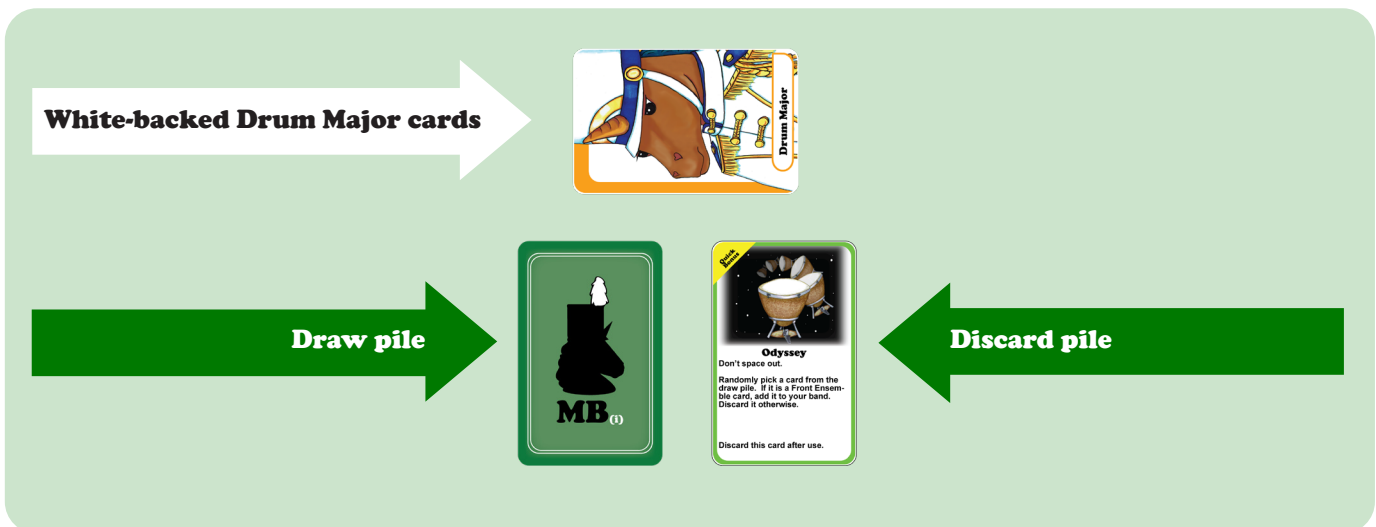 White-backed Drum Major cards
Drum Major
Draw pile
MB(1)
Quick
Bonus
Odyssey
Don't space out.
Randomly pick a card from the
draw pile.  If it is a Front Ensem-
ble card, add it to your band.
Discard it otherwise.
Discard this card after use.
Discard pile